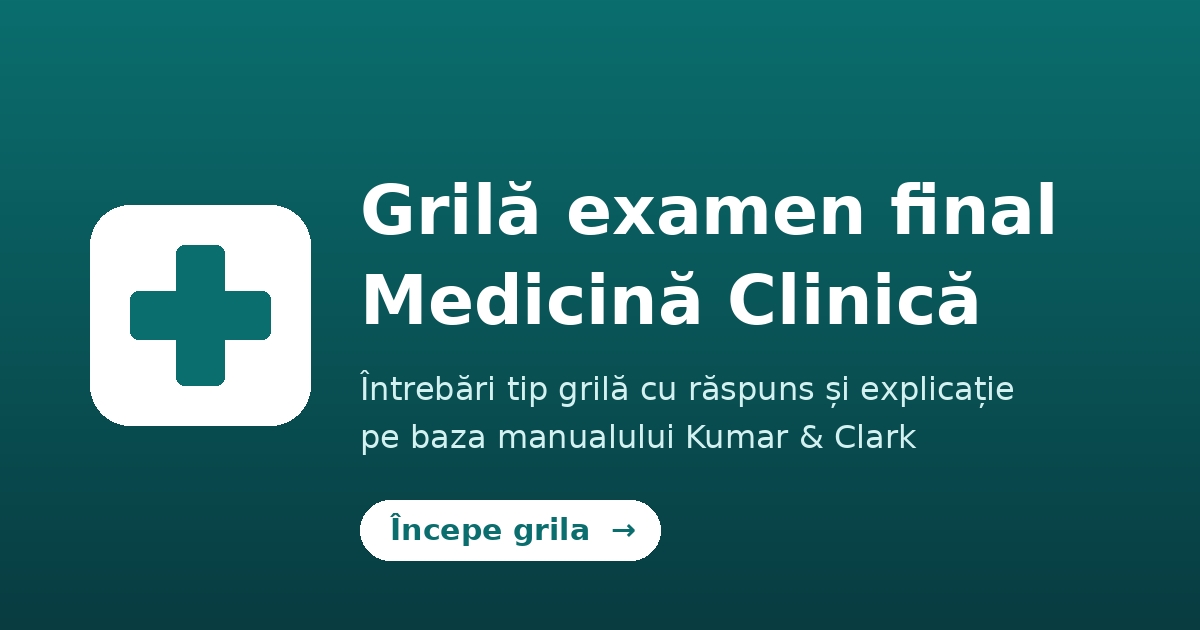 Grilă examen final
Medicină Clinică
Întrebări tip grilă cu răspuns și explicație
pe baza manualului Kumar & Clark
Începe grila →